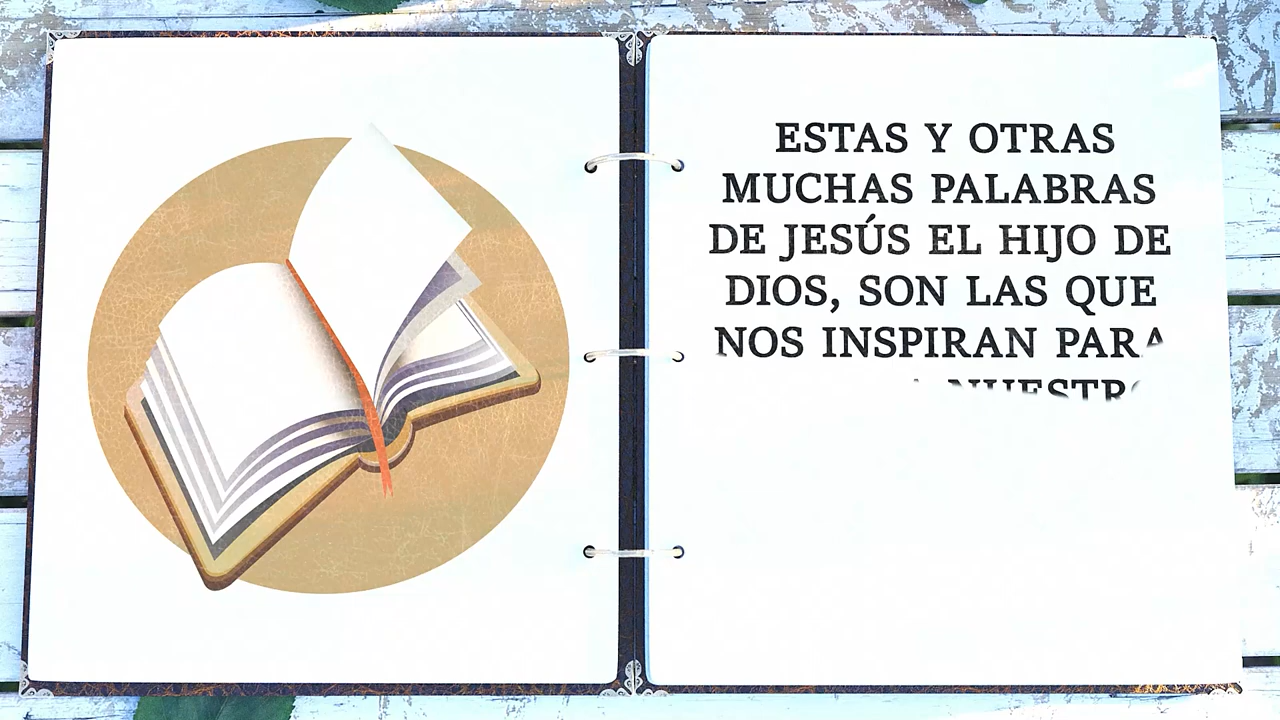 ESTAS Y OTRAS
MUCHAS PALABRAS
DE JESÚS EL HIJO DE
DIOS, SON LAS QUE
NOS INSPIRAN PARA